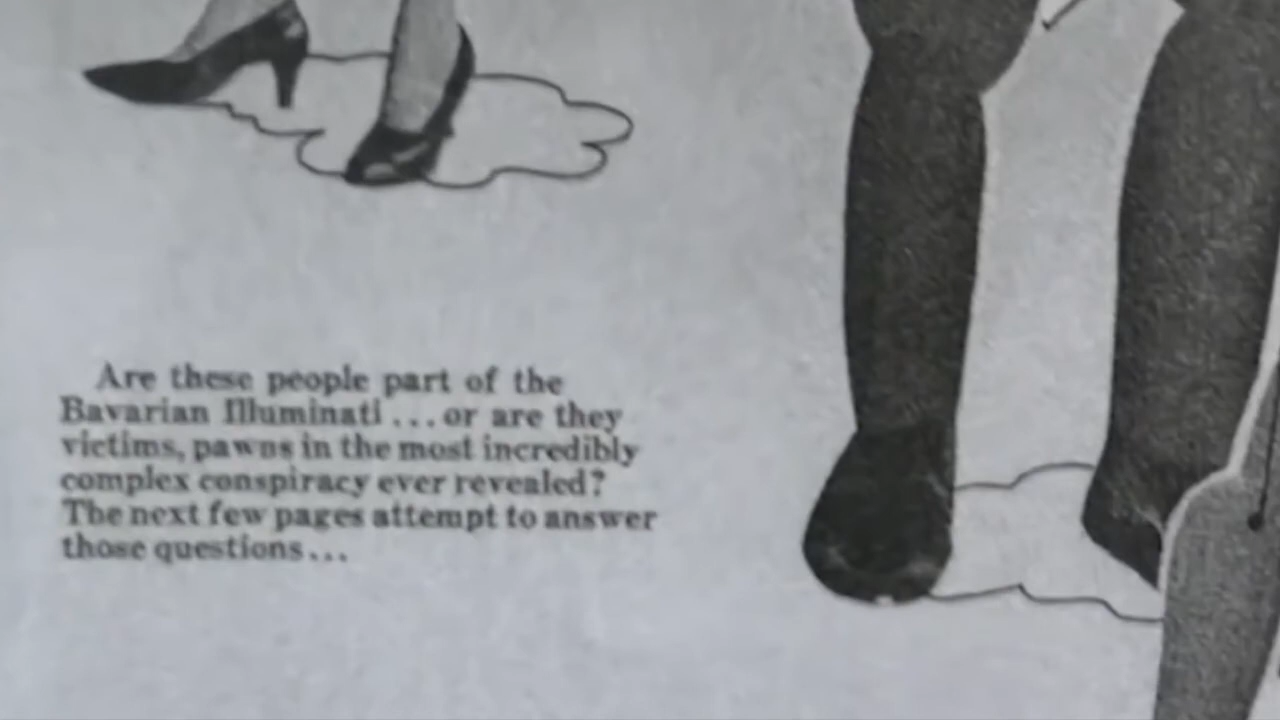 Are these people part of the
Bavarian Illuminati...or are they
victims, pawns in the most incredibly
complex conspiracy ever revealed?
The next few pages attempt to answer
those questions...